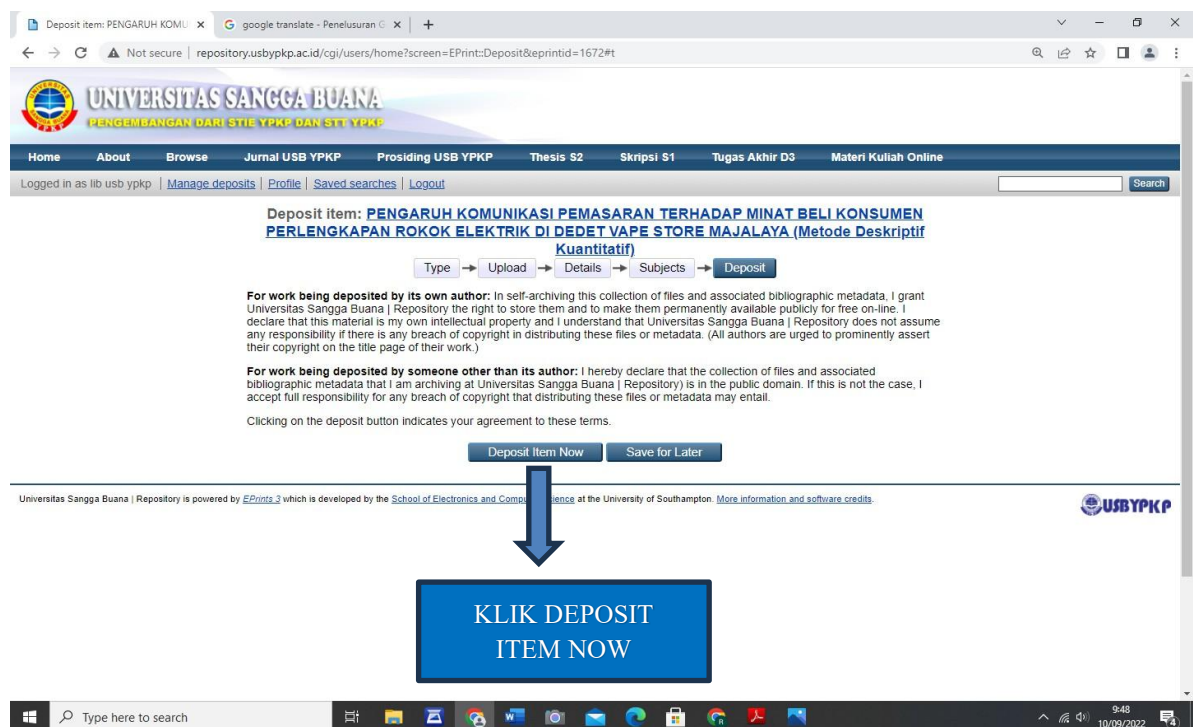 Deposit item: PENGARUH KOMU
google translate - Penelusuran G
Not secure | repository.usbypkp.ac.id/cgi/users/home?screen=EPrint::Deposit&eprintid=1672#t
UNIVERSITAS SANGGA BUANA
PENGEMBANGAN DARI STIE YPKP DAN STT YPKP
YPKP
Home About Browse Jurnal USB YPKP Prosiding USB YPKP Thesis S2 Skripsi S1 Tugas Akhir D3 Materi Kuliah Online
Logged in as lib usb ypkp | Manage deposits | Profile | Saved searches | Logout Search
Deposit item: PENGARUH KOMUNIKASI PEMASARAN TERHADAP MINAT BELI KONSUMEN
PERLENGKAPAN ROKOK ELEKTRIK DI DEDET VAPE STORE MAJALAYA (Metode Deskriptif
Kuantitatif)
Type Upload Details Subjects Deposit
For work being deposited by its own author: In self-archiving this collection of files and associated bibliographic metadata, I grant
Universitas Sangga Buana | Repository the right to store them and to make them permanently available publicly for free on-line. I
declare that this material is my own intellectual property and I understand that Universitas Sangga Buana | Repository does not assume
any responsibility if there is any breach of copyright in distributing these files or metadata. (All authors are urged to prominently assert
their copyright on the title page of their work.)
For work being deposited by someone other than its author: I hereby declare that the collection of files and associated
bibliographic metadata that I am archiving at Universitas Sangga Buana | Repository) is in the public domain. If this is not the case, I
accept full responsibility for any breach of copyright that distributing these files or metadata may entail.
Clicking on the deposit button indicates your agreement to these terms.
Deposit Item Now Save for Later
Universitas Sangga Buana | Repository is powered by EPrints 3 which is developed by the School of Electronics and Comp ience at the University of Southampton. More information and software credits.
USBYPKP
KLIK DEPOSIT
ITEM NOW
Type here to search
9:48
10/09/2022